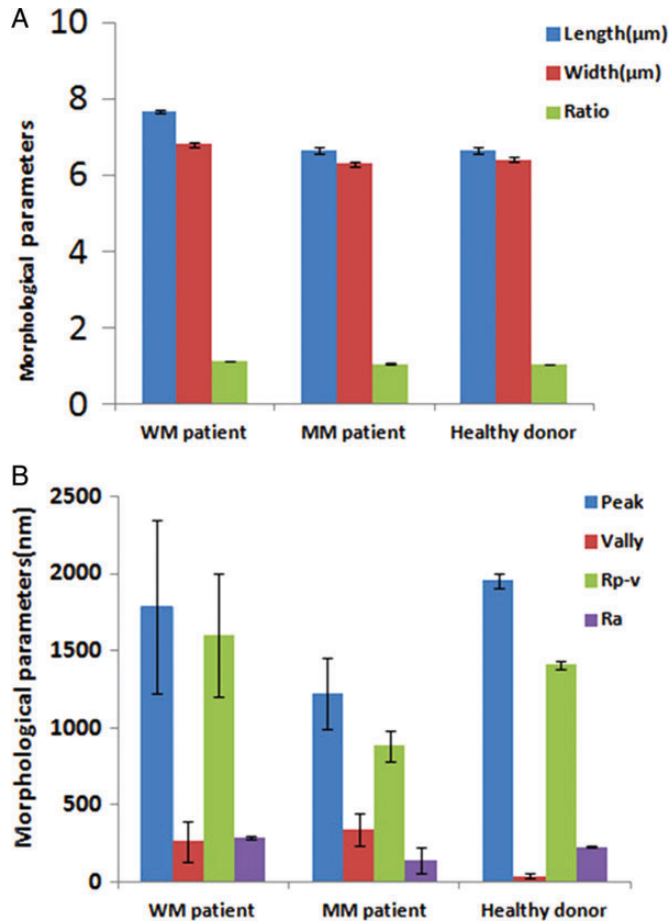 A
Morphological parameters
10
8
6
4
2
0
Length(μm)
Width(μm)
Ratio
WM patient MM patient Healthy donor
B
Morphological parameters(nm)
2500
2000
1500
1000
500
0
Peak
Vally
Rp-v
Ra
WM patient MM patient Healthy donor